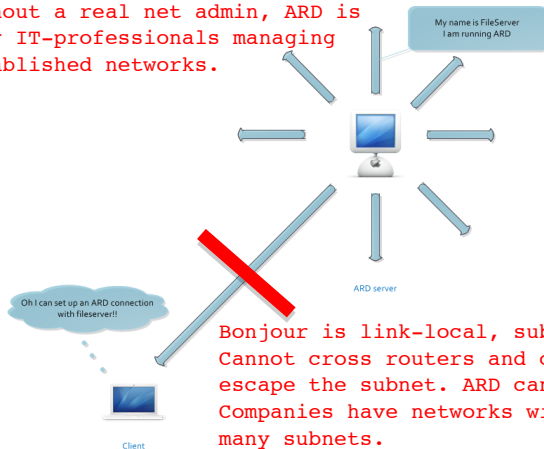 out a real net admin, ARD is
IT-professionals managing
ablished networks.
My name is FileServer
I am running ARD
ARD server
Oh I can set up an ARD connection
with fileserver!!
Bonjour is link-local, sub
Cannot cross routers and c
escape the subnet. ARD can
Companies have networks wi
many subnets.
Client